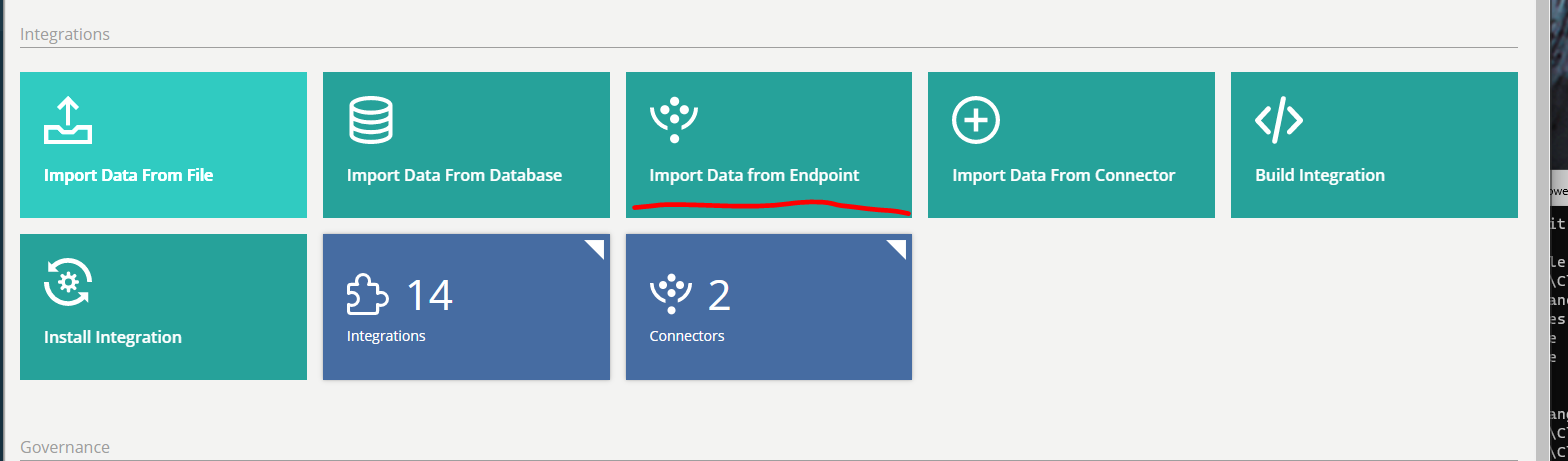 Integrations
Import Data From File
Import Data From Database
Import Data from Endpoint
Import Data From Connector
Build Integration
Install Integration
14
Integrations
2
Connectors
Governance